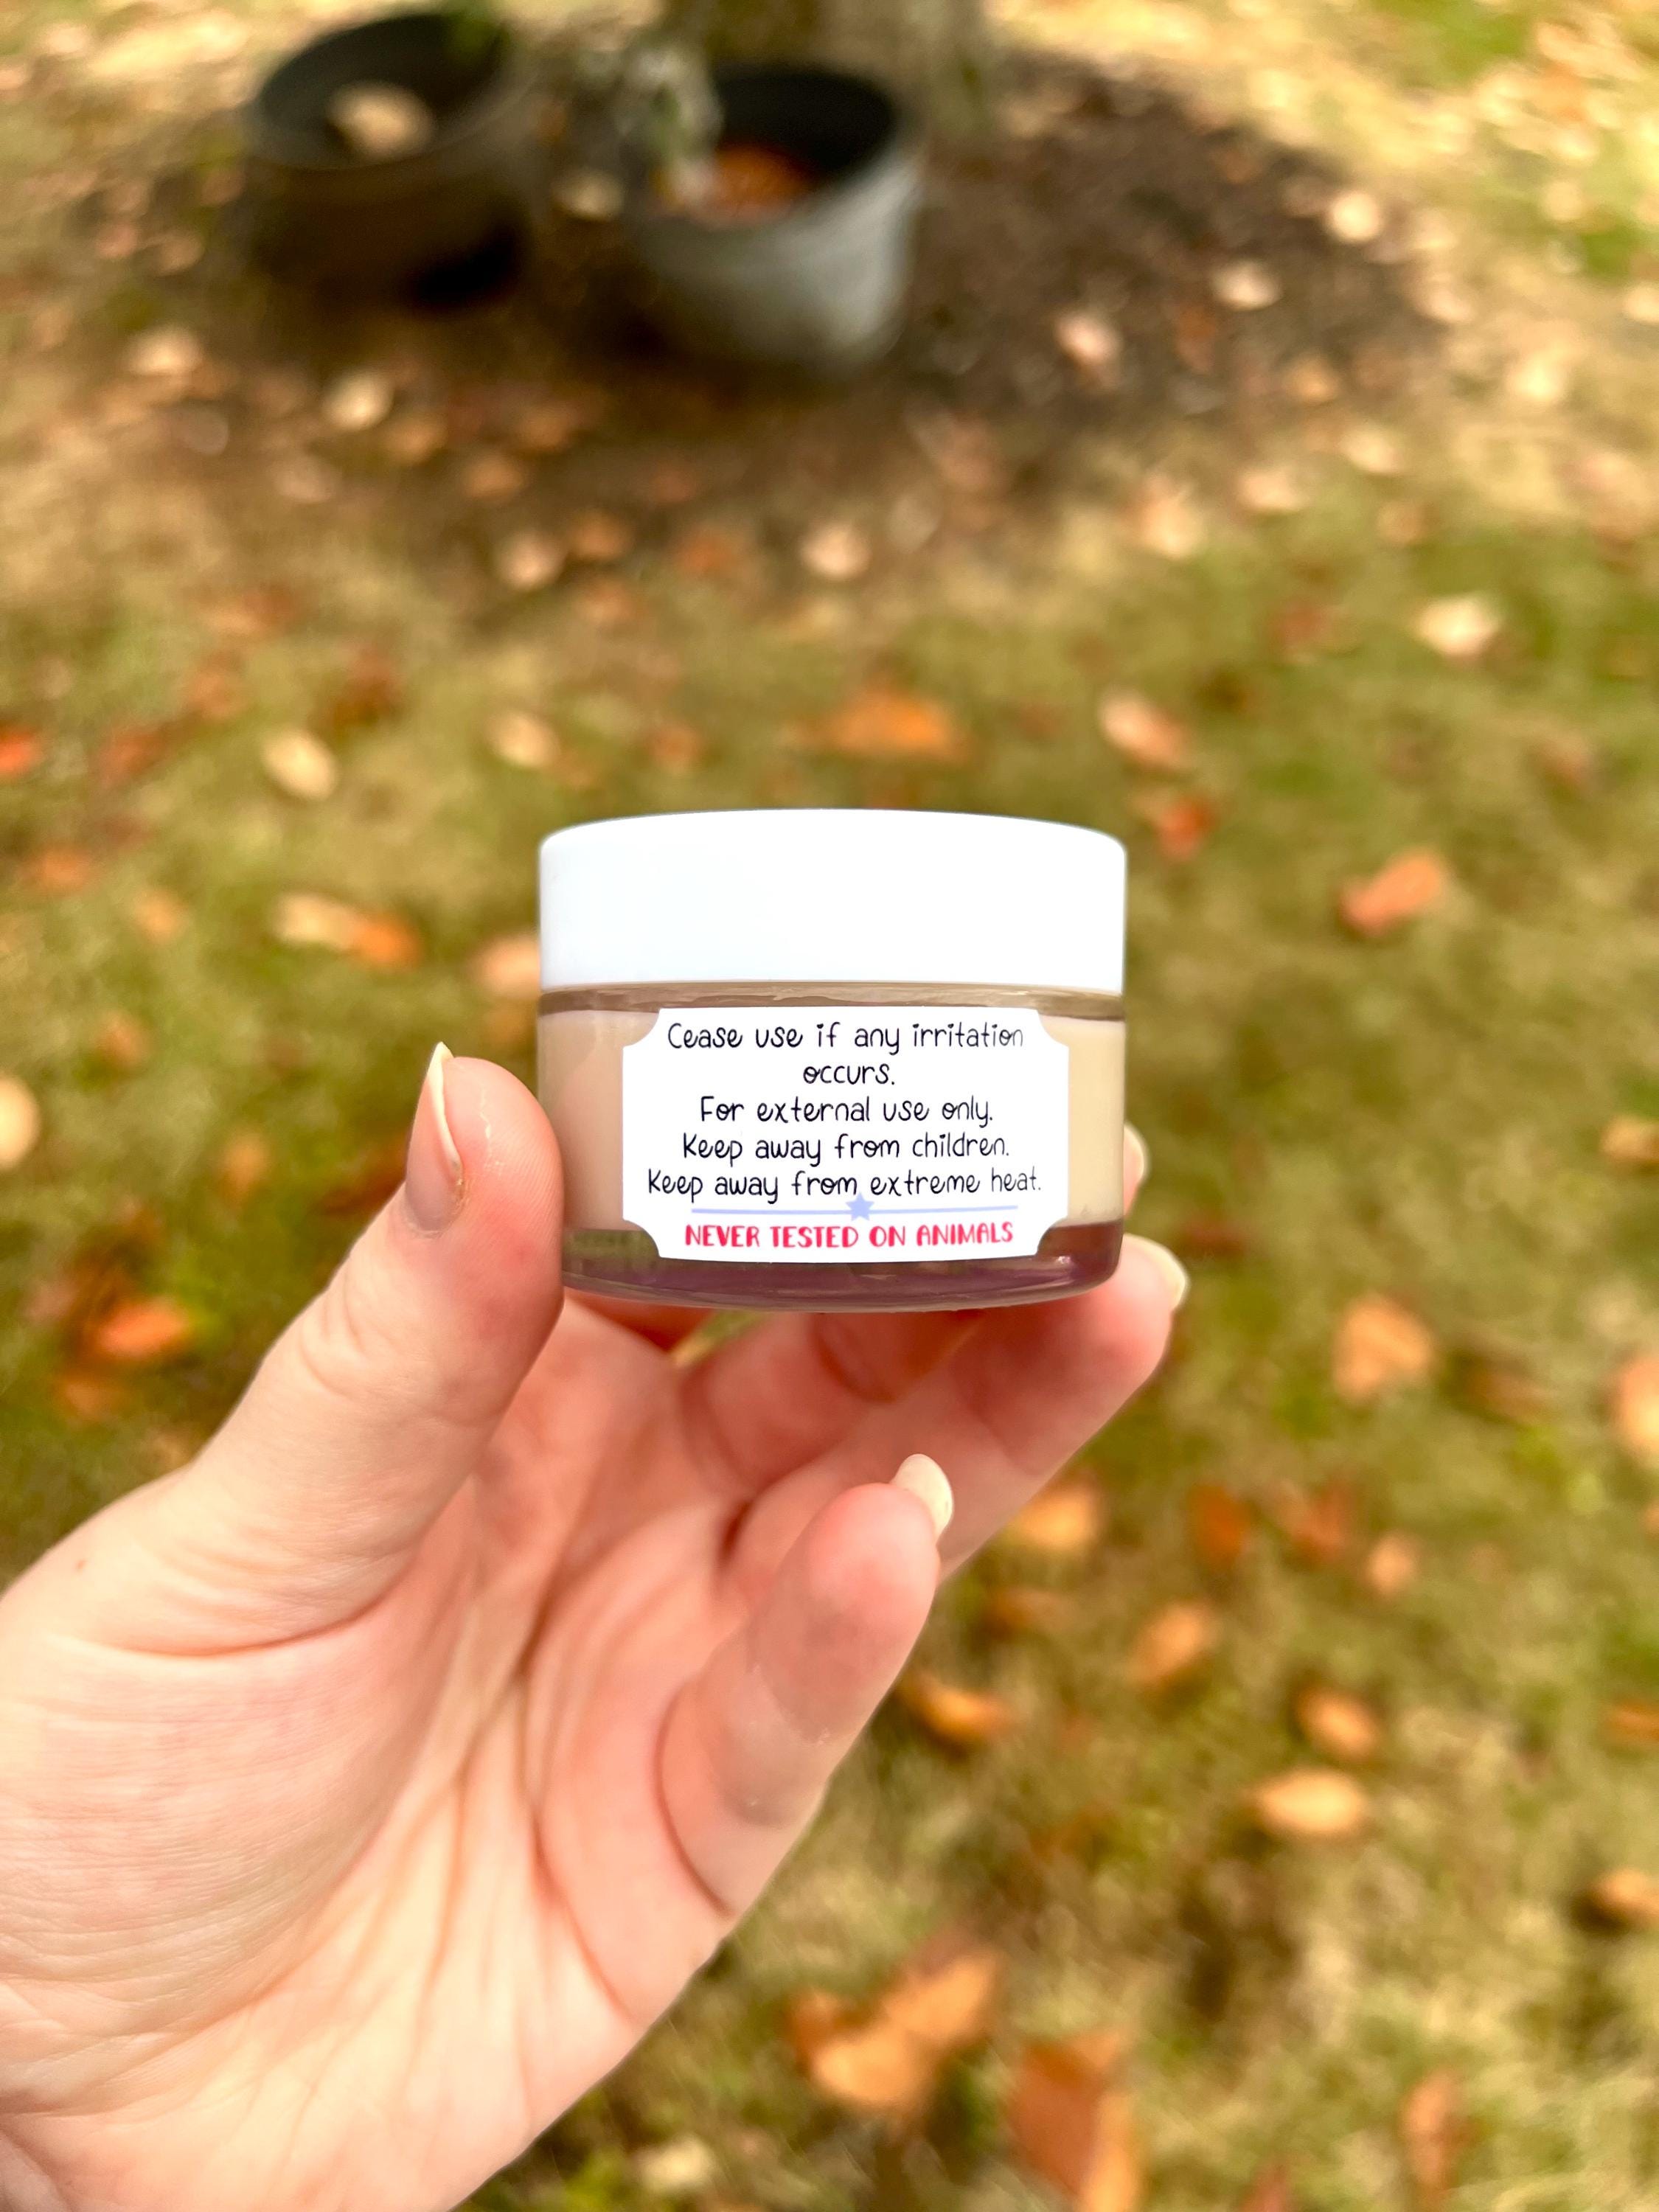 Cease use if any irritation
occurs.
For external use only.
Keep away from children.
Keep away from extreme heat.
NEVER TESTED ON ANIMALS